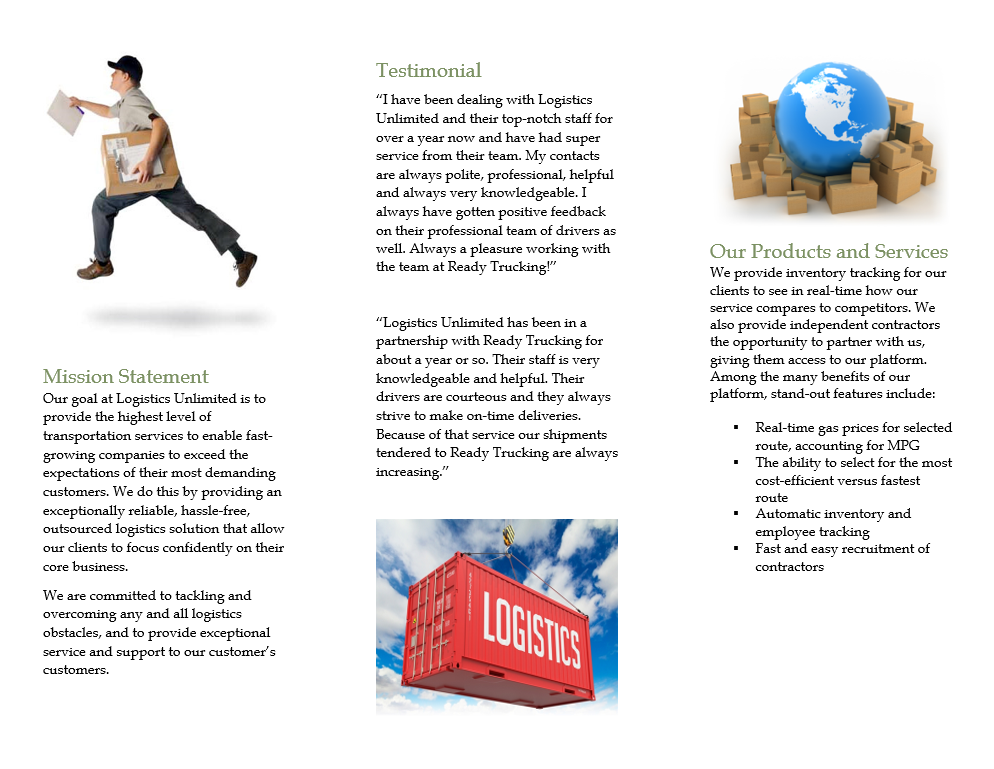 Mission Statement
Our goal at Logistics Unlimited is to
provide the highest level of
transportation services to enable fast-
growing companies to exceed the
expectations of their most demanding
customers. We do this by providing an
exceptionally reliable, hassle-free,
outsourced logistics solution that allow
our clients to focus confidently on their
core business.
We are committed to tackling and
overcoming any and all logistics
obstacles, and to provide exceptional
service and support to our customer’s
customers.
Testimonial
“I have been dealing with Logistics
Unlimited and their top-notch staff for
over a year now and have had super
service from their team. My contacts
are always polite, professional, helpful
and always very knowledgeable. I
always have gotten positive feedback
on their professional team of drivers as
well. Always a pleasure working with
the team at Ready Trucking!”
“Logistics Unlimited has been in a
partnership with Ready Trucking for
about a year or so. Their staff is very
knowledgeable and helpful. Their
drivers are courteous and they always
strive to make on-time deliveries.
Because of that service our shipments
tendered to Ready Trucking are always
increasing.”
LOGISTICS
Our Products and Services
We provide inventory tracking for our
clients to see in real-time how our
service compares to competitors. We
also provide independent contractors
the opportunity to partner with us,
giving them access to our platform.
Among the many benefits of our
platform, stand-out features include:
▪ Real-time gas prices for selected
route, accounting for MPG
▪ The ability to select for the most
cost-efficient versus fastest
route
▪ Automatic inventory and
employee tracking
▪ Fast and easy recruitment of
contractors